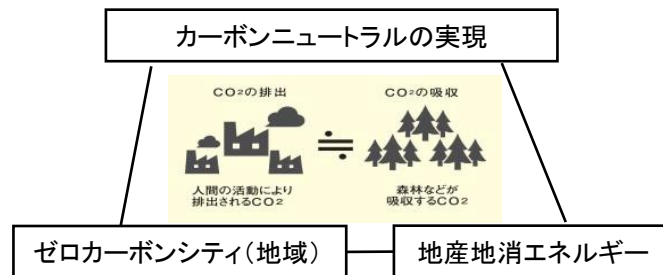 カーボンニュートラルの実現
CO2の排出
CO2の吸収
≒
人間の活動により
排出されるCO2
森林などが
吸収するCO2
ゼロカーボンシティ(地域)
地産地消エネルギー